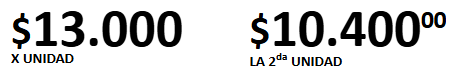 $13.000 $10.400⁰⁰
X UNIDAD LA 2ᵈᵃ UNIDAD